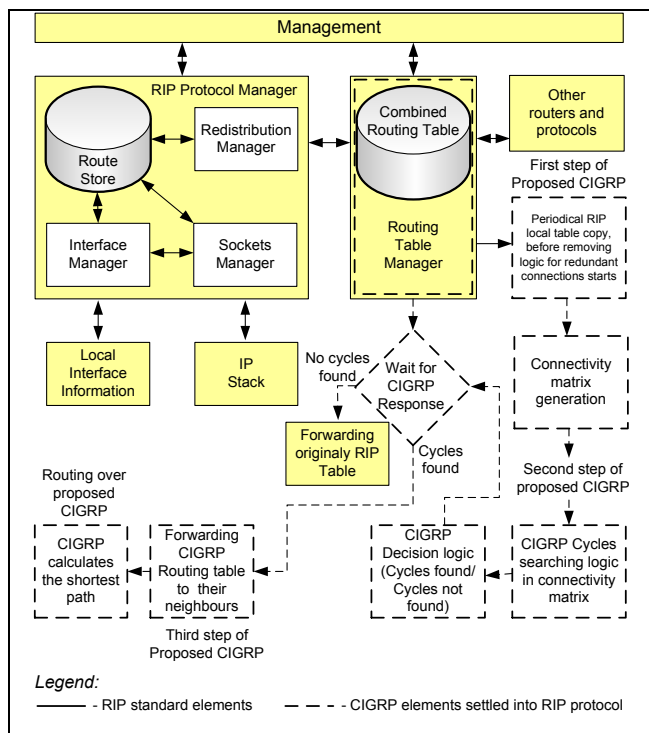 Management
RIP Protocol Manager
Route
Store
Redistribution
Manager
Interface
Manager
Sockets
Manager
Combined
Routing Table
Routing
Table
Manager
Other
routers and
protocols
First step of
Proposed CIGRP
Periodical RIP
local table copy,
before removing
logic for redundant
connections starts
Local
Interface
Information
IP
Stack
No cycles
found
Wait for
CIGRP
Response
Connectivity
matrix
generation
Forwarding
originaly RIP
Table
Cycles
found
Second step of
proposed CIGRP
Routing over
proposed
CIGRP
CIGRP
calculates
the shortest
path
Forwarding
CIGRP
Routing table
to their
neighbours
CIGRP
Decision logic
(Cycles found/
Cycles not
found)
CIGRP Cycles
searching logic
in connectivity
matrix
Third step of
Proposed CIGRP
Legend:
- RIP standard elements
- CIGRP elements settled into RIP protocol